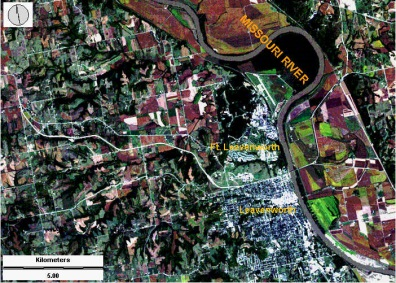 MISSOURI RIVER
Ft. Leavenworth
Leavenworth
Kilometers
5.00